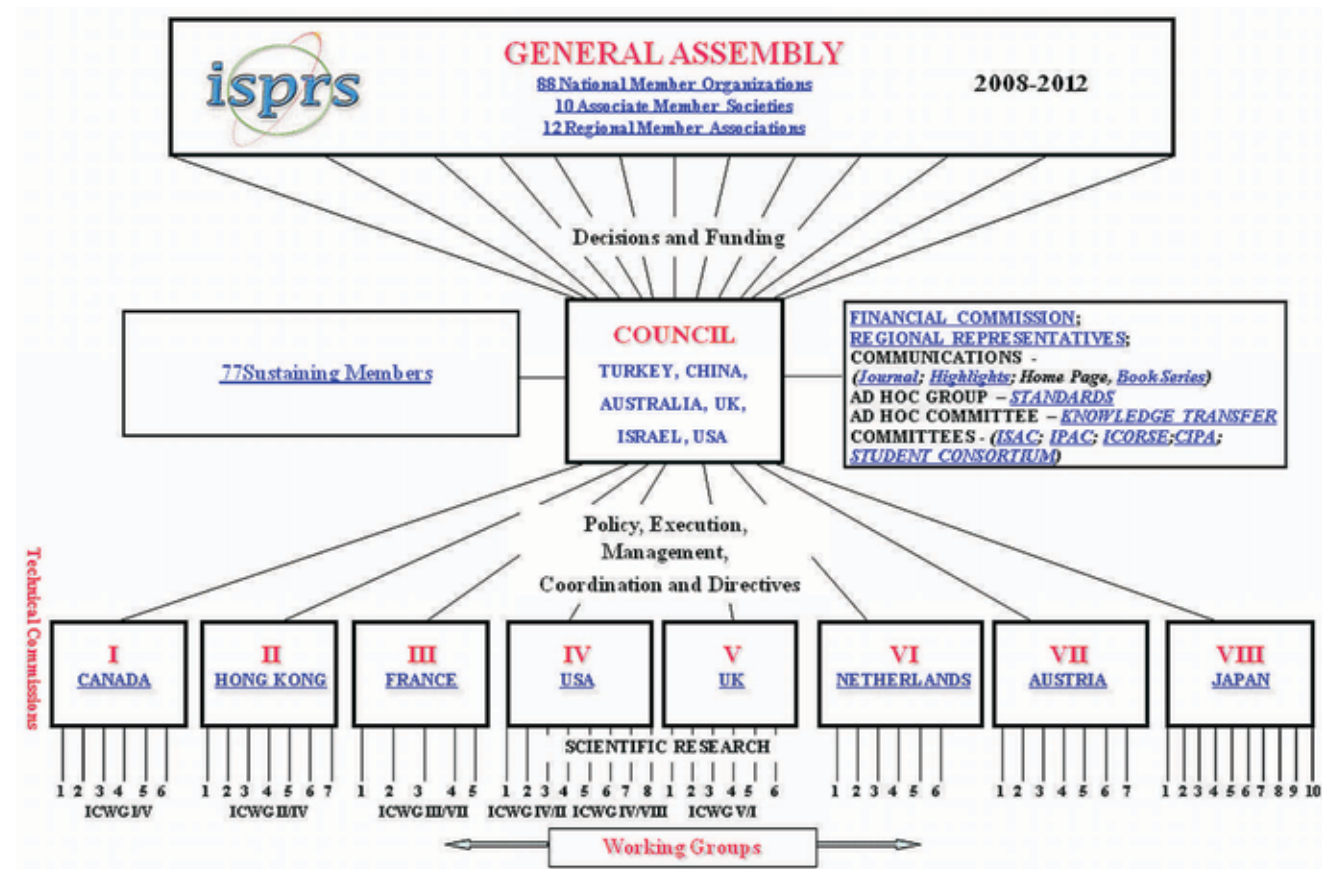 isprs
GENERAL ASSEMBLY
88 National Member Organizations
10 Associate Member Societies
12 Regional Member Associations
2008-2012
Decisions and Funding
77Sustaining Members
COUNCIL
TURKEY, CHINA,
AUSTRALIA, UK,
ISRAEL, USA
FINANCIAL COMMISSION;
REGIONAL REPRESENTATIVES;
COMMUNICATIONS -
(Journal; Highlights; Home Page, Book Series)
AD HOC GROUP – STANDARDS
AD HOC COMMITTEE – KNOWLEDGE TRANSFER
COMMITTEES - (ISAC; IPAC; ICORSE;CIPA;
STUDENT CONSORTIUM)
Policy, Execution,
Management,
Coordination and Directives
Technical Commissions
I
CANADA
II
HONG KONG
III
FRANCE
IV
USA
V
UK
VI
NETHERLANDS
VII
AUSTRIA
VIII
JAPAN
SCIENTIFIC RESEARCH
1 2 3 4 5 6
ICWG I/V
1 2 3 4 5 6 7
ICWG II/IV
1 2 3 4 5
ICWG III/VII
1 2 3 4 5 6 7 8
ICWG IV/II ICWG IV/VIII
1 2 3 4 5 6
ICWG V/I
1 2 3 4 5 6
1 2 3 4 5 6 7
1 2 3 4 5 6 7 8 9 10
Working Groups